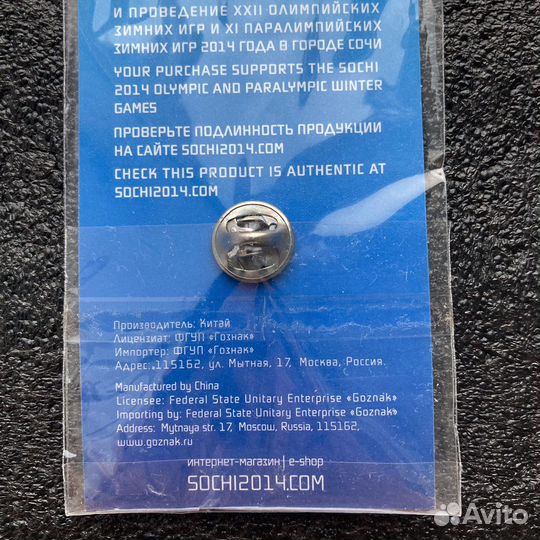 И ПРОВЕДЕНИЕ XXII ОЛИМПИЙСКИХ
ЗИМНИХ ИГР И XI ПАРАЛИМПИЙСКИХ
ЗИМНИХ ИГР 2014 ГОДА В ГОРОДЕ СОЧИ
YOUR PURCHASE SUPPORTS THE SOCHI
2014 OLYMPIC AND PARALYMPIC WINTER
GAMES
ПРОВЕРЬТЕ ПОДЛИННОСТЬ ПРОДУКЦИИ
НА САЙТЕ SOCHI2014.COM
CHECK THIS PRODUCT IS AUTHENTIC AT
SOCHI2014.COM
Производитель: Китай
Лицензиат: ФГУП «Гознак»
Импортер: ФГУП «Гознак»
Адрес:.115162, ул. Мытная, 17, Москва, Россия.
Manufactured by China
Licensee: Federal State Unitary Enterprise «Goznak»
Importing by: Federal State Unitary Enterprise «Goznak»
Address: Mytnaya str. 17, Moscow, Russia, 115162,
www.goznak.ru
интернет-магазин | e-shop
SOCHI2014.COM
Avito